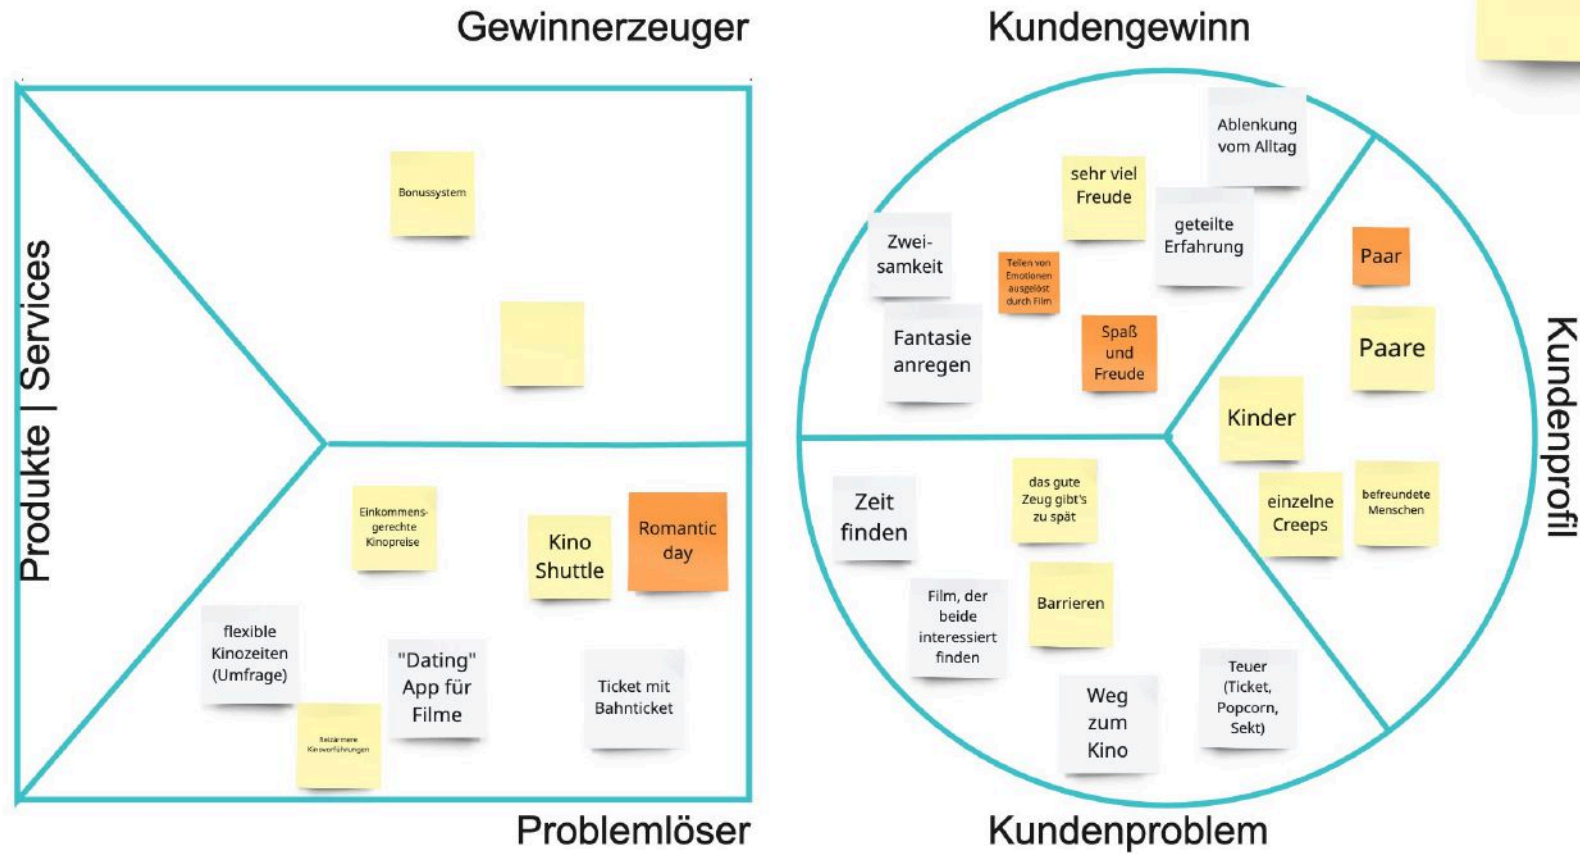 Gewinnerzeuger
Kundengewinn
Produkte | Services
Bonussystem
Einkommens-
gerechte
Kinopreise
Kino
Shuttle
Romantic
day
flexible
Kinozeiten
(Umfrage)
"Dating"
App für
Filme
Ticket mit
Bahnticket
Reizärmere
Kinovorführungen
Problemlöser
Ablenkung
vom Alltag
sehr viel
Freude
geteilte
Erfahrung
Zwei-
samkeit
Teilen von
Emotionen
ausgelöst
durch Film
Fantasie
anregen
Spaß
und
Freude
Paar
Paare
Kinder
einzelne
Creeps
befreundete
Menschen
Kundenprofil
Zeit
finden
das gute
Zeug gibt's
zu spät
Film, der
beide
interessiert
finden
Barrieren
Weg
zum
Kino
Teuer
(Ticket,
Popcorn,
Sekt)
Kundenproblem